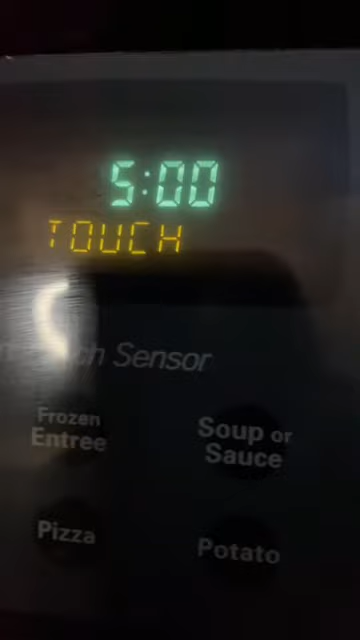 5:00
TOUCH
Sensor
Frozen
Entree
Soup or
Sauce
Pizza
Potato